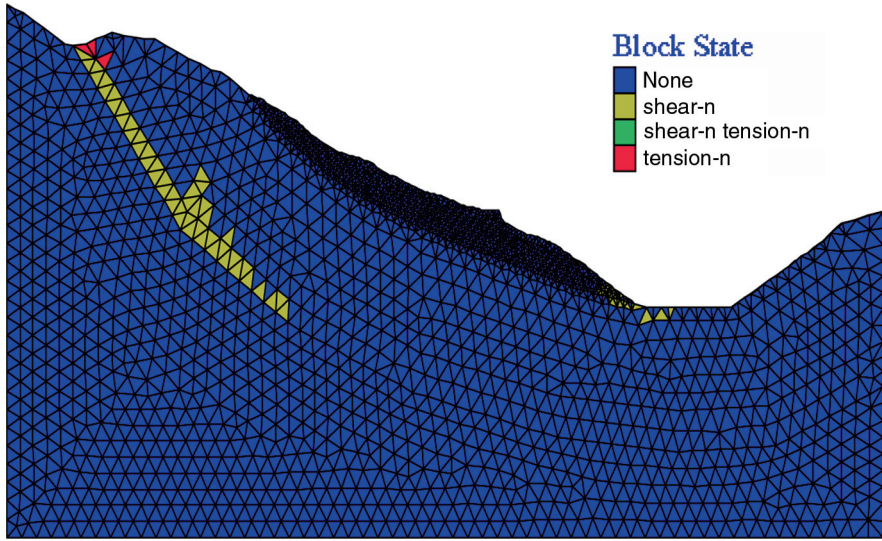 Block State
None
shear-n
shear-n tension-n
tension-n